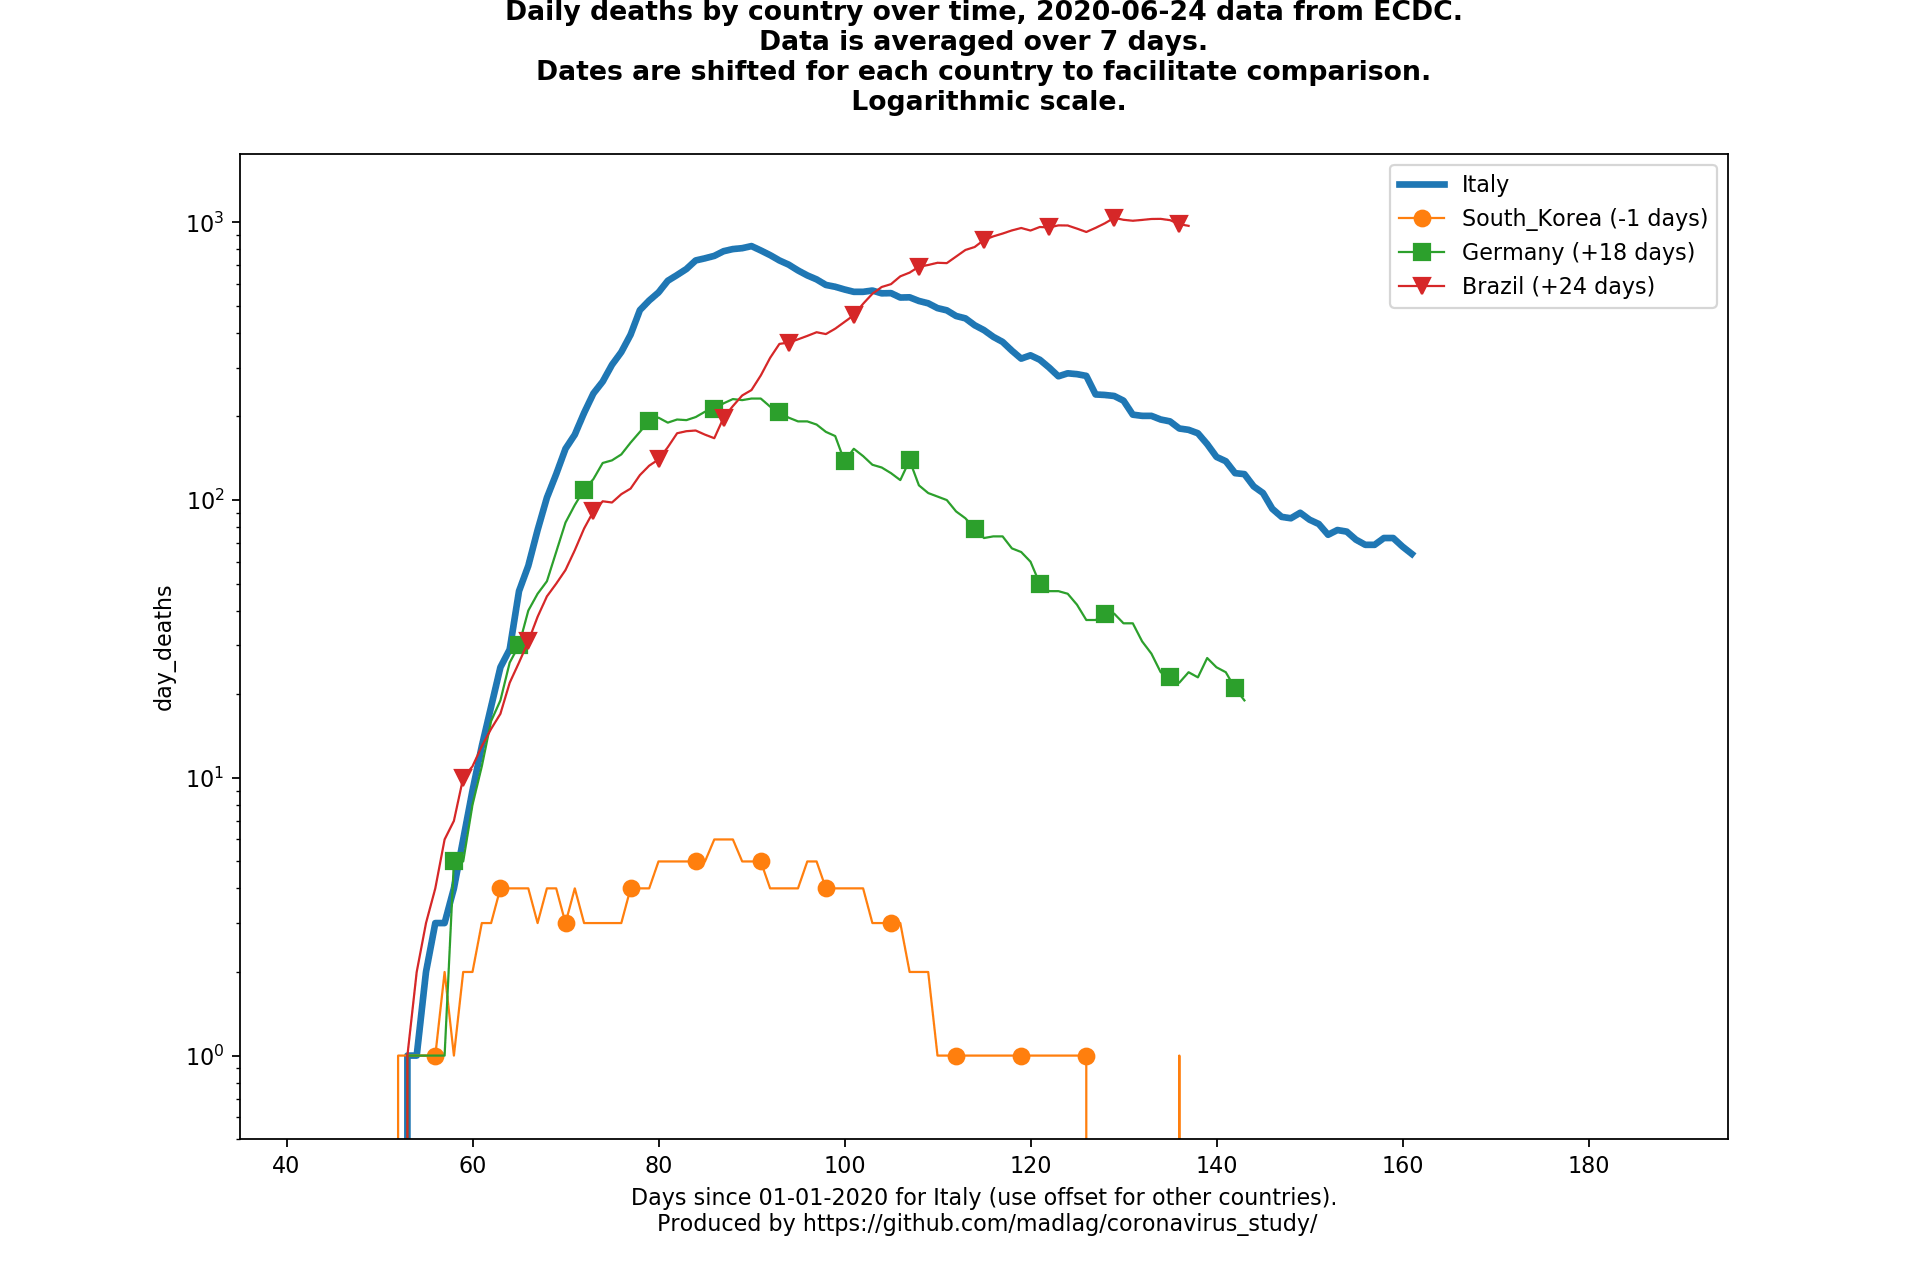 Daily deaths by country over time, 2020-06-24 data from ECDC.
Data is averaged over 7 days.
Dates are shifted for each country to facilitate comparison.
Logarithmic scale.
Italy
South_Korea (-1 days)
Germany (+18 days)
Brazil (+24 days)
10³
10²
10¹
10⁰
day_deaths
40 60 80 100 120 140 160 180
Days since 01-01-2020 for Italy (use offset for other countries).
Produced by https://github.com/madlag/coronavirus_study/